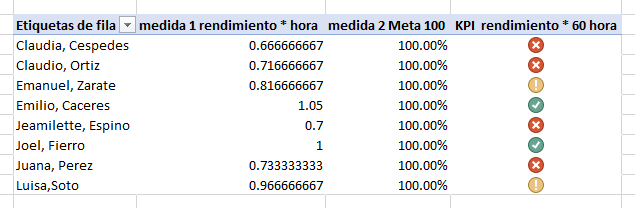 Etiquetas de fila medida 1 rendimiento * hora medida 2 Meta 100 KPI rendimiento * 60 hora
Claudia, Cespedes 0.666666667 100.00%
Claudio, Ortiz 0.716666667 100.00%
Emanuel, Zarate 0.816666667 100.00%
Emilio, Caceres 1.05 100.00%
Jeamilette, Espino 0.7 100.00%
Joel, Fierro 1 100.00%
Juana, Perez 0.733333333 100.00%
Luisa,Soto 0.966666667 100.00%